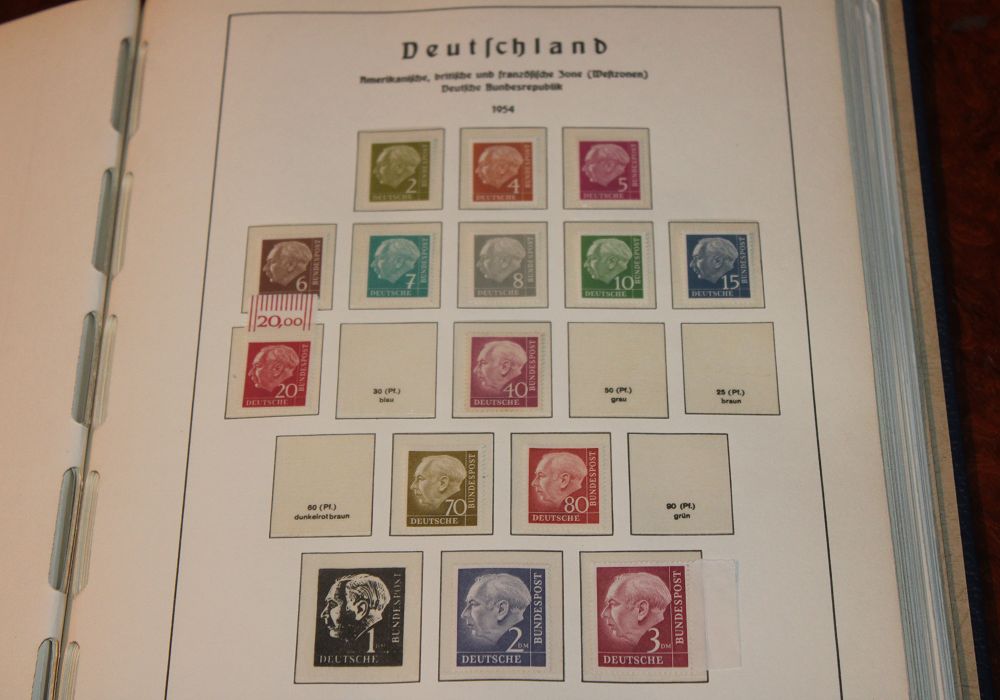 Deutſchland
Amerikaniſche, britiſche und franzöſiſche Zone (Weſtzonen)
Deutſche Bundesrepublik
1954
2 DEUTSCHE BUNDESPOST
4 DEUTSCHE BUNDESPOST
5 DEUTSCHE BUNDESPOST
6 DEUTSCHE BUNDESPOST
7 DEUTSCHE BUNDESPOST
8 DEUTSCHE BUNDESPOST
10 DEUTSCHE BUNDESPOST
15 DEUTSCHE BUNDESPOST
20,00
20 DEUTSCHE BUNDESPOST
30 (Pf.)
blau
40 DEUTSCHE BUNDESPOST
50 (Pf.)
grau
25 (Pf.)
braun
60 (Pf.)
dunkelrotbraun
70 DEUTSCHE BUNDESPOST
80 DEUTSCHE BUNDESPOST
90 (Pf.)
grün
1 DEUTSCHE BUNDESPOST
2 DM DEUTSCHE BUNDESPOST
3 DM DEUTSCHE BUNDESPOST